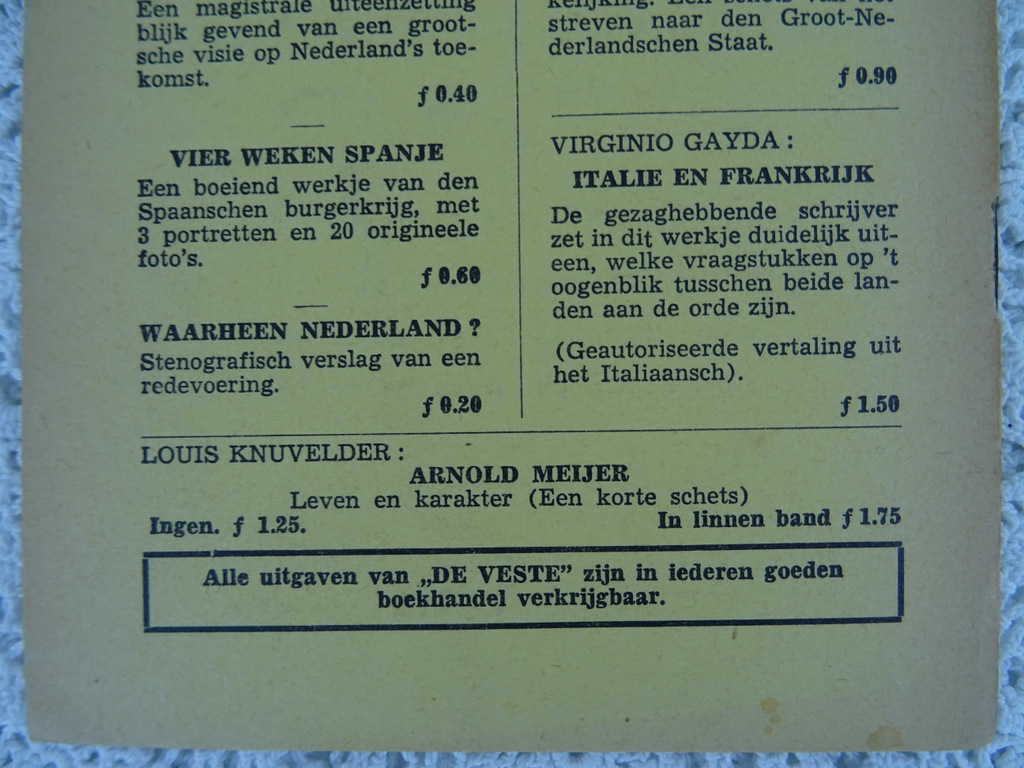 Een magistrale uiteenzetting
blijk gevend van een groot-
sche visie op Nederland's toe-
komst.
ƒ 0.40
VIER WEKEN SPANJE
Een boeiend werkje van den
Spaanschen burgerkrijg, met
3 portretten en 20 origineele
foto's.
ƒ 0.60
WAARHEEN NEDERLAND ?
Stenografisch verslag van een
redevoering.
ƒ 0.20
streven naar den Groot-Ne-
derlandschen Staat.
ƒ 0.90
VIRGINIO GAYDA :
ITALIE EN FRANKRIJK
De gezaghebbende schrijver
zet in dit werkje duidelijk uit-
een, welke vraagstukken op 't
oogenblik tusschen beide lan-
den aan de orde zijn.
(Geautoriseerde vertaling uit
het Italiaansch).
ƒ 1.50
LOUIS KNUVELDER :
ARNOLD MEIJER
Leven en karakter (Een korte schets)
Ingen. ƒ 1.25.
In linnen band ƒ 1.75
Alle uitgaven van „DE VESTE” zijn in iederen goeden
boekhandel verkrijgbaar.